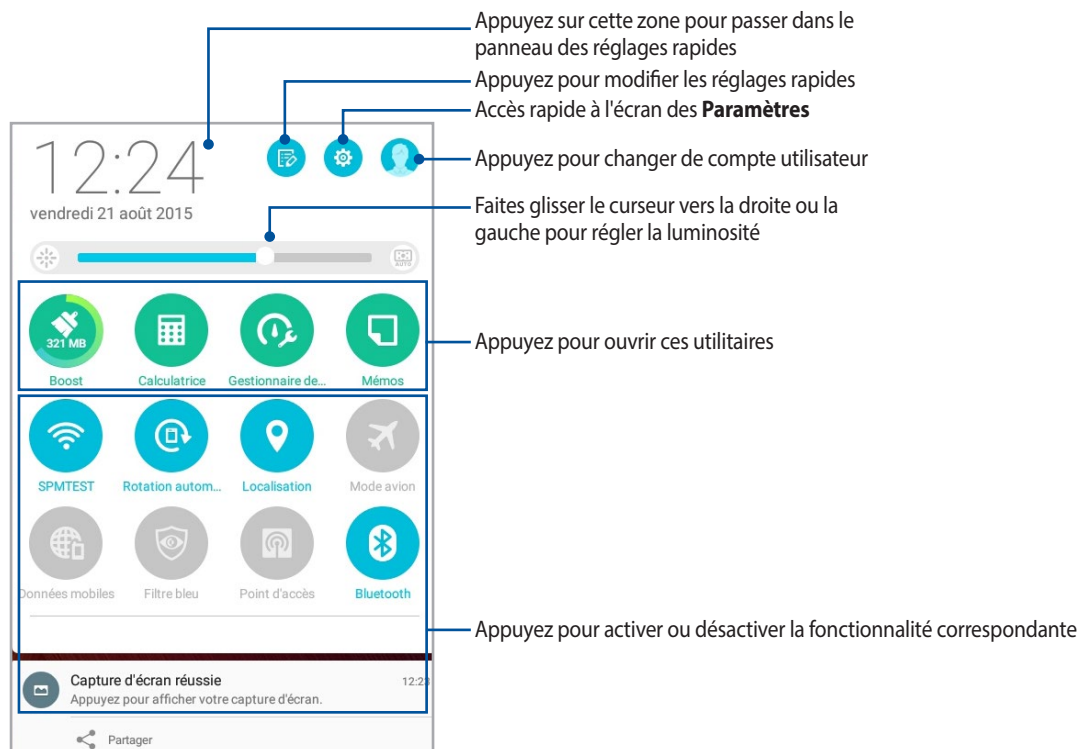 Appuyez sur cette zone pour passer dans le
panneau des réglages rapides
Appuyez pour modifier les réglages rapides
Accès rapide à l'écran des Paramètres
Appuyez pour changer de compte utilisateur
Faites glisser le curseur vers la droite ou la
gauche pour régler la luminosité
Appuyez pour ouvrir ces utilitaires
Appuyez pour activer ou désactiver la fonctionnalité correspondante
12:24
vendredi 21 août 2015
AUTO
321 MB
Boost Calculatrice Gestionnaire de... Mémos
SPMTEST Rotation autom... Localisation Mode avion
Données mobiles Filtre bleu Point d'accès Bluetooth
Capture d'écran réussie 12:23
Appuyez pour afficher votre capture d'écran.
Partager